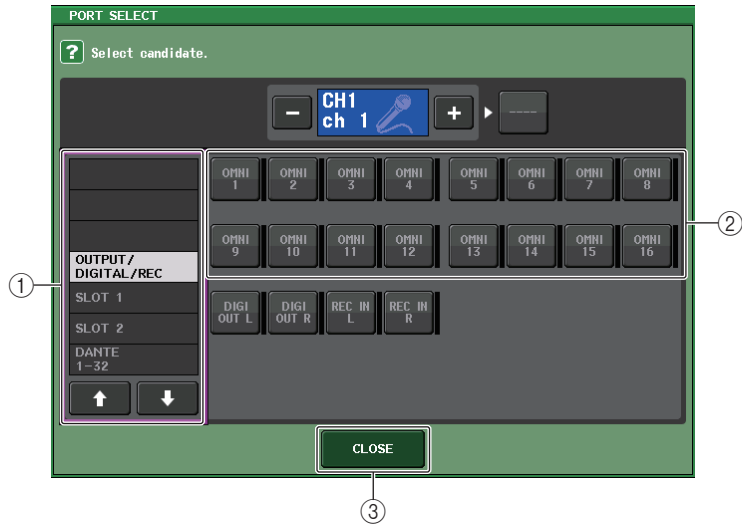 PORT SELECT
? Select candidate.
− CH1 ch 1 + ----
OUTPUT/
DIGITAL/REC
SLOT 1
SLOT 2
DANTE
1-32
OMNI 1 OMNI 2 OMNI 3 OMNI 4 OMNI 5 OMNI 6 OMNI 7 OMNI 8
OMNI 9 OMNI 10 OMNI 11 OMNI 12 OMNI 13 OMNI 14 OMNI 15 OMNI 16
DIGI OUT L DIGI OUT R REC IN L REC IN R
CLOSE
①
②
③